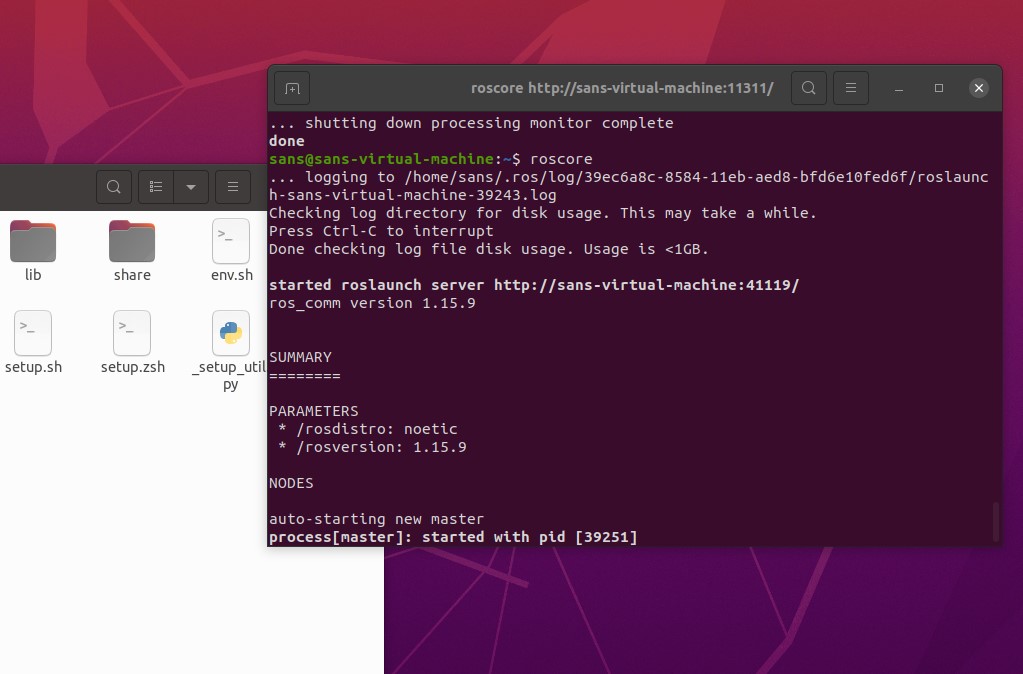 roscore http://sans-virtual-machine:11311/
... shutting down processing monitor complete
done
sans@sans-virtual-machine:~$ roscore
... logging to /home/sans/.ros/log/39ec6a8c-8584-11eb-aed8-bfd6e10fed6f/roslaunc
h-sans-virtual-machine-39243.log
Checking log directory for disk usage. This may take a while.
Press Ctrl-C to interrupt
Done checking log file disk usage. Usage is <1GB.
started roslaunch server http://sans-virtual-machine:41119/
ros_comm version 1.15.9
SUMMARY
========
PARAMETERS
* /rosdistro: noetic
* /rosversion: 1.15.9
NODES
auto-starting new master
process[master]: started with pid [39251]
lib
share
>_
env.sh
>_
>_
setup.sh
setup.zsh
_setup_util
py